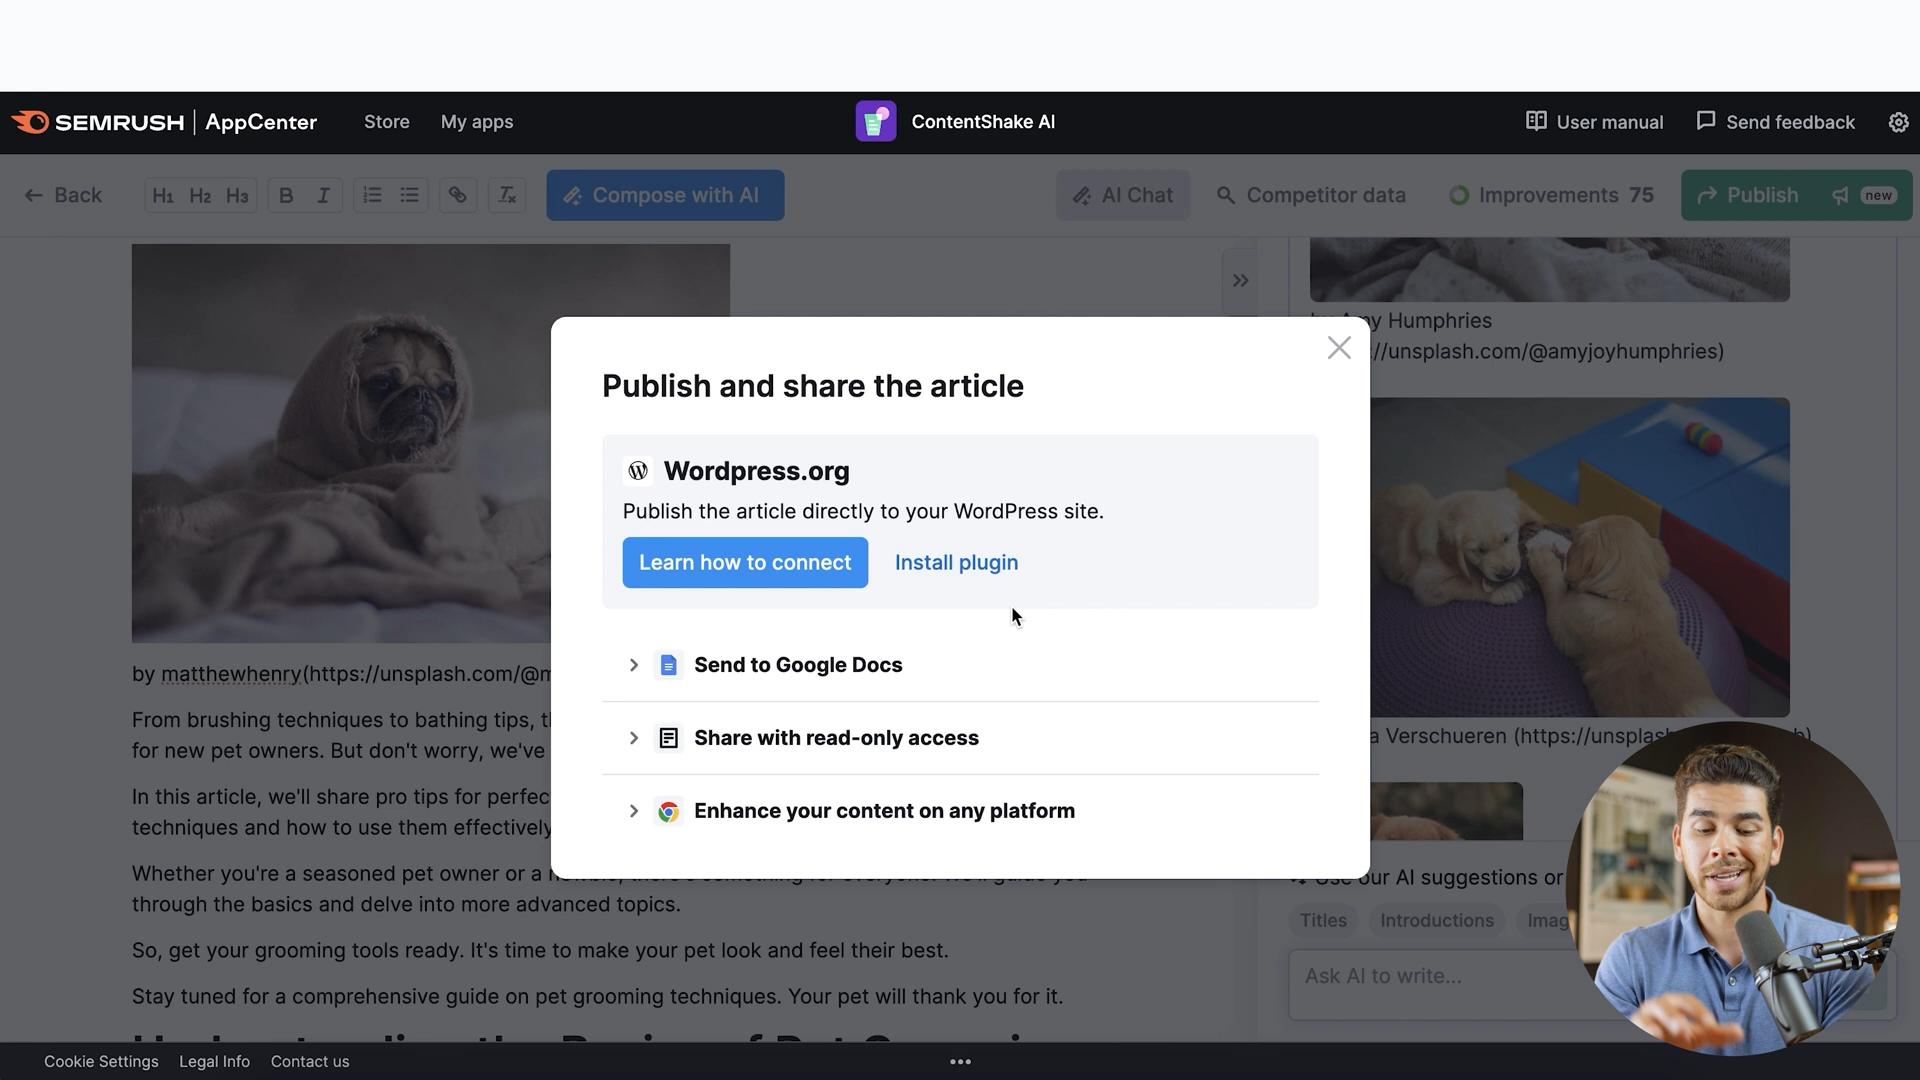 SEMRUSH | AppCenter Store My apps ContentShake AI User manual Send feedback
Back H1 H2 H3 B I Compose with AI AI Chat Competitor data Improvements 75 Publish new
by Amy Humphries
://unsplash.com/@amyjoyhumphries)
Publish and share the article
Wordpress.org
Publish the article directly to your WordPress site.
Learn how to connect Install plugin
Send to Google Docs
Share with read-only access
Enhance your content on any platform
by matthewhenry(https://unsplash.com/@m
From brushing techniques to bathing tips, t
for new pet owners. But don't worry, we've
In this article, we'll share pro tips for perfec
techniques and how to use them effectively
Whether you're a seasoned pet owner or a
through the basics and delve into more advanced topics.
So, get your grooming tools ready. It's time to make your pet look and feel their best.
Stay tuned for a comprehensive guide on pet grooming techniques. Your pet will thank you for it.
a Verschueren (https://unsplas
Use our AI suggestions or
Titles Introductions Imag
Ask AI to write...
Cookie Settings Legal Info Contact us •••